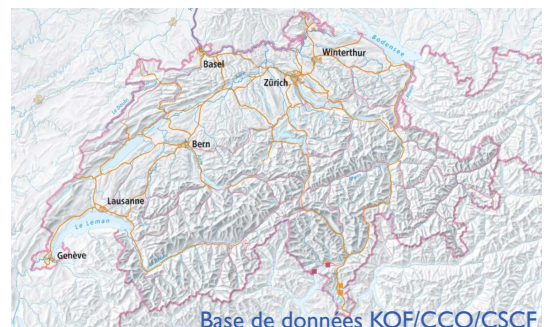 Bodensee
Winterthur
Basel
Zürich
Bern
Lausanne
Le Léman
Genève
Base de données KOF/CCO/CSCF